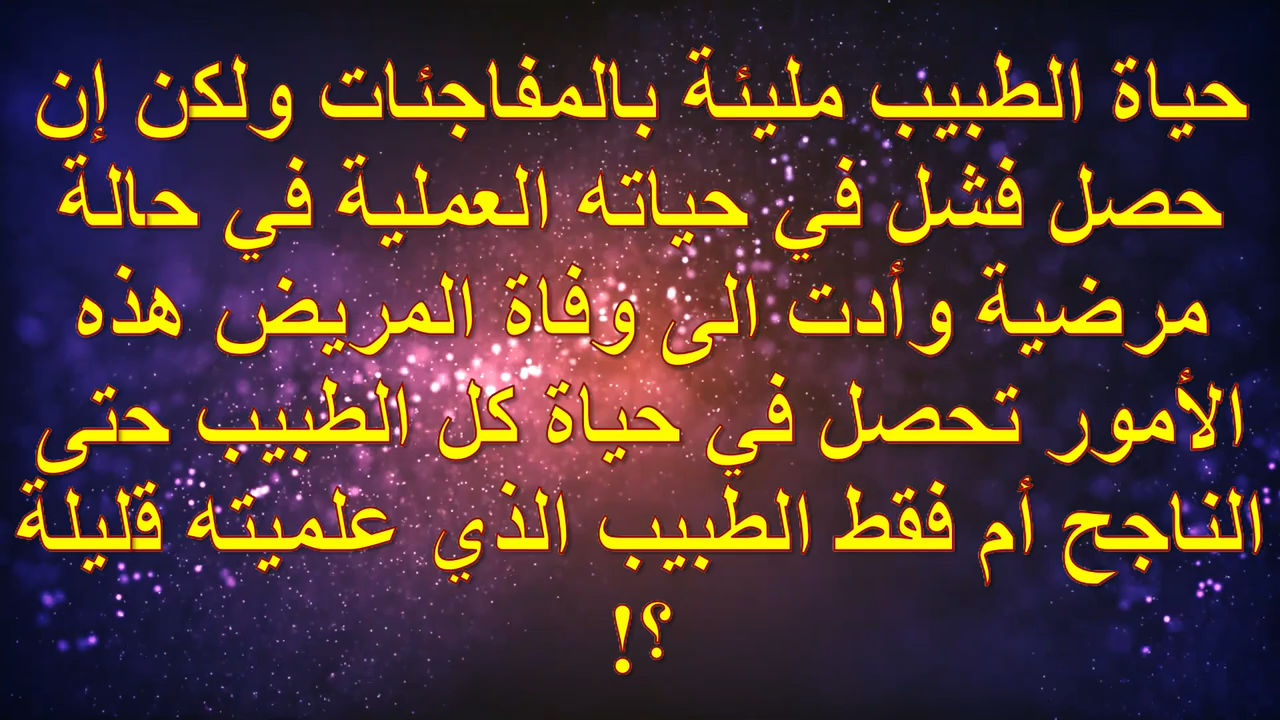 حياة الطبيب مليئة بالمفاجئات ولكن إن
حصل فشل في حياته العملية في حالة
مرضية وأدت الى وفاة المريض هذه
الأمور تحصل في حياة كل الطبيب حتى
الناجح أم فقط الطبيب الذي علميته قليلة
؟!